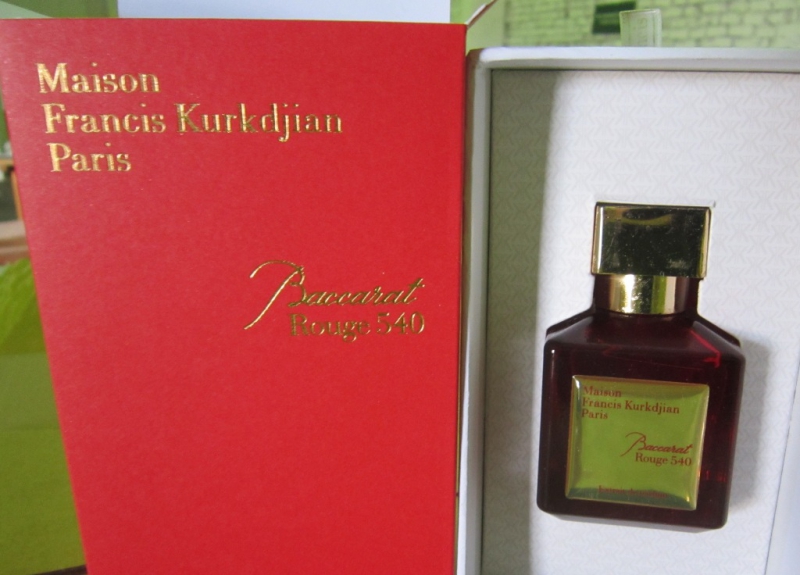 Maison
Francis Kurkdjian
Paris
Baccarat
Rouge 540
Maison
Francis Kurkdjian
Paris
Baccarat
Rouge 540